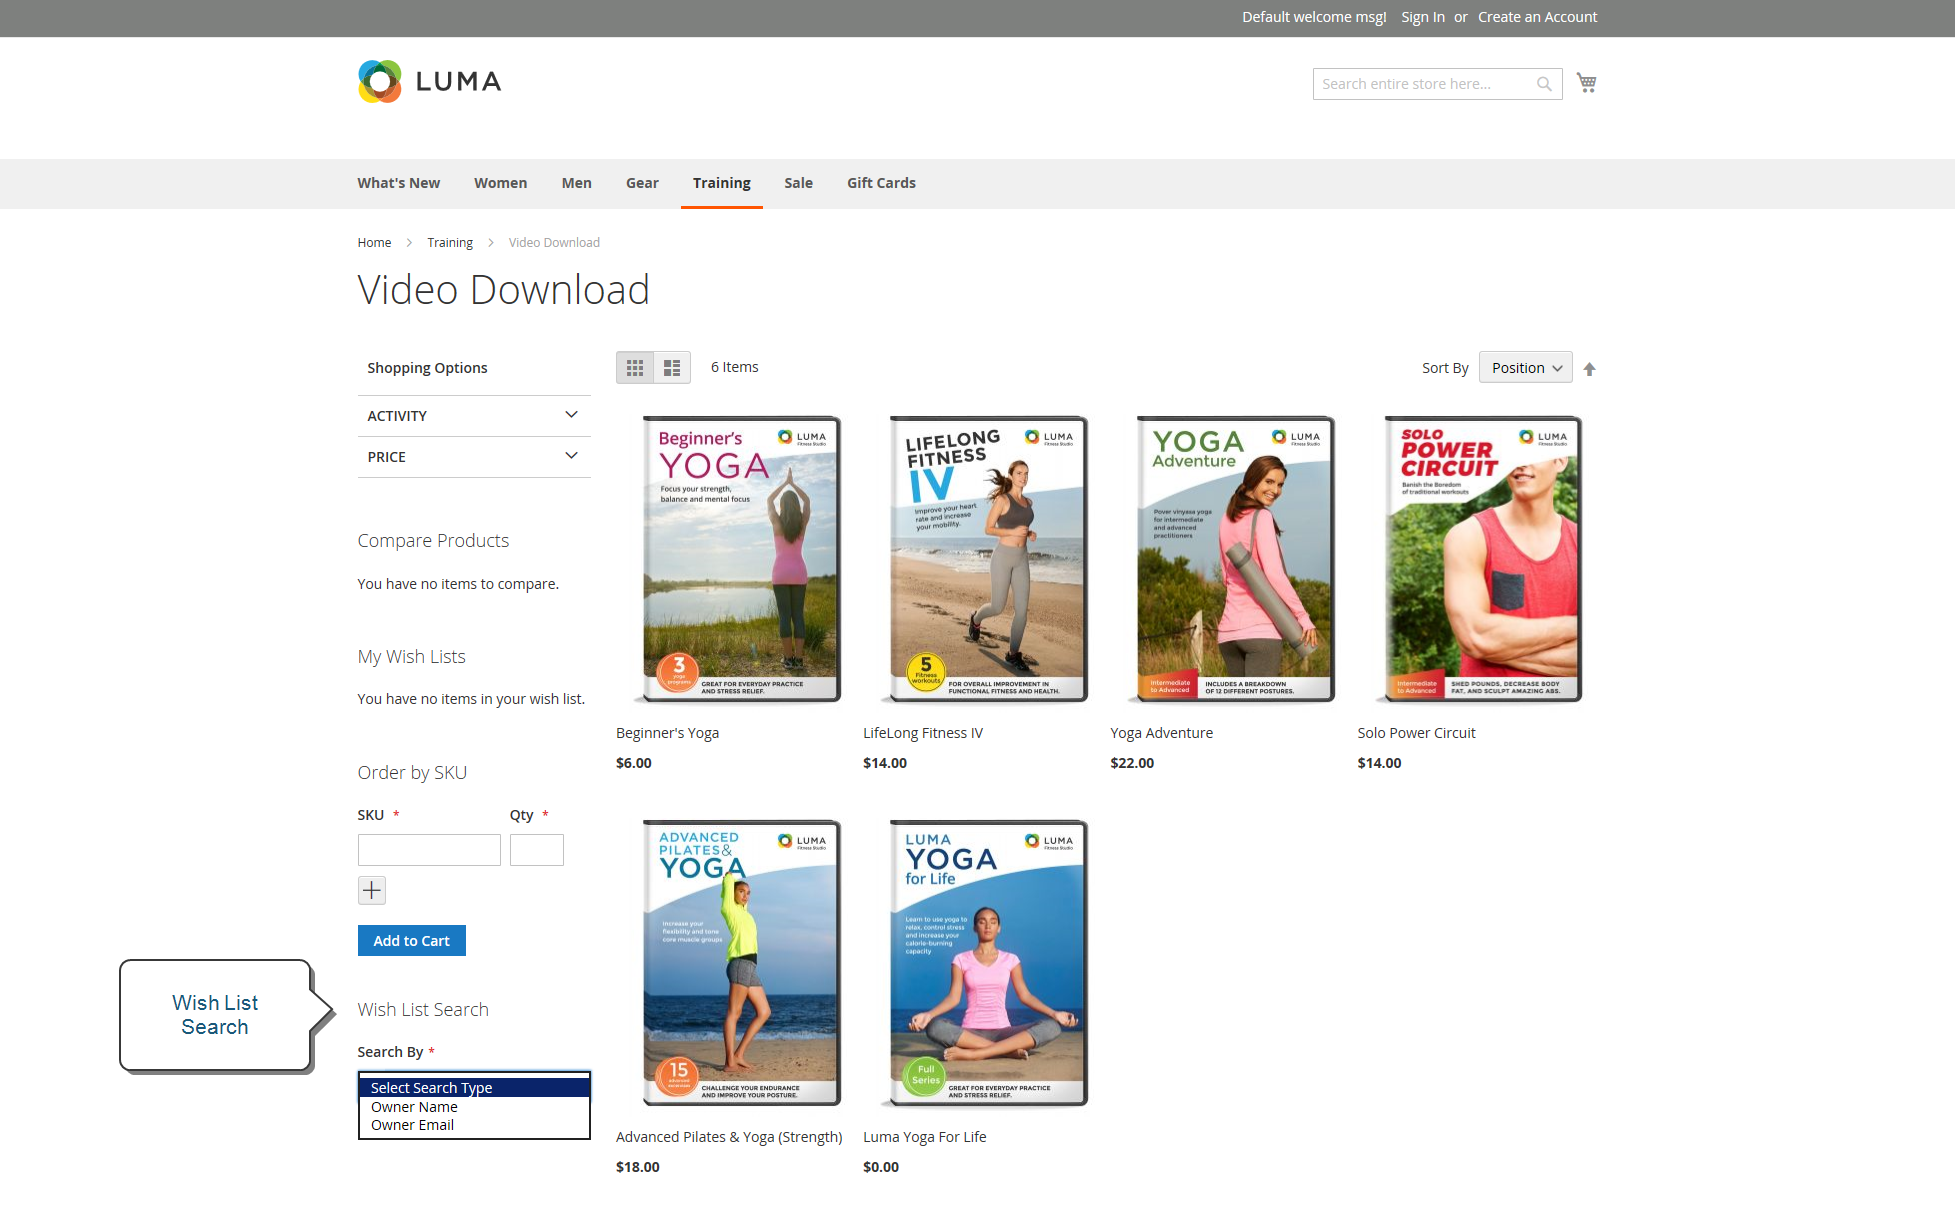 Default welcome msg! Sign In or Create an Account
LUMA
Search entire store here...
What's New Women Men Gear Training Sale Gift Cards
Home Training Video Download
Video Download
Shopping Options
ACTIVITY
PRICE
Compare Products
You have no items to compare.
My Wish Lists
You have no items in your wish list.
Order by SKU
SKU * Qty *
Add to Cart
Wish List
Search
Wish List Search
Search By *
Select Search Type
Owner Name
Owner Email
6 Items
Sort By Position
Beginner's
YOGA
LUMA
Fitness Studio
Focus your strength,
balance and mental focus
3
yoga
programs
GREAT FOR EVERYDAY PRACTICE
AND STRESS RELIEF.
Beginner's Yoga
$6.00
LIFELONG
FITNESS
IV
LUMA
Fitness Studio
Improve your heart
rate and increase
your mobility.
5
Fitness
workouts
FOR OVERALL IMPROVEMENT IN
FUNCTIONAL FITNESS AND HEALTH.
LifeLong Fitness IV
$14.00
YOGA
Adventure
LUMA
Fitness Studio
Power vinyasa yoga
for intermediate
and advanced
practitioners
Intermediate
to Advanced
INCLUDES A BREAKDOWN
OF 12 DIFFERENT POSTURES.
Yoga Adventure
$22.00
SOLO
POWER
CIRCUIT
LUMA
Fitness Studio
Banish the Boredom
of traditional workouts
Intermediate
to Advanced
SHED POUNDS, DECREASE BODY
FAT, AND SCULPT AMAZING ABS.
Solo Power Circuit
$14.00
ADVANCED
PILATES&
YOGA
LUMA
Fitness Studio
Increase your
flexibility and tone
core muscle groups
15
CHALLENGE YOUR ENDURANCE
AND IMPROVE YOUR POSTURE.
Advanced Pilates & Yoga (Strength)
$18.00
LUMA
YOGA
for Life
LUMA
Fitness Studio
Learn to use yoga to
relax, control stress
and increase your
calorie-burning
capacity
Full
Series
GREAT FOR EVERYDAY PRACTICE
AND STRESS RELIEF.
Luma Yoga For Life
$0.00